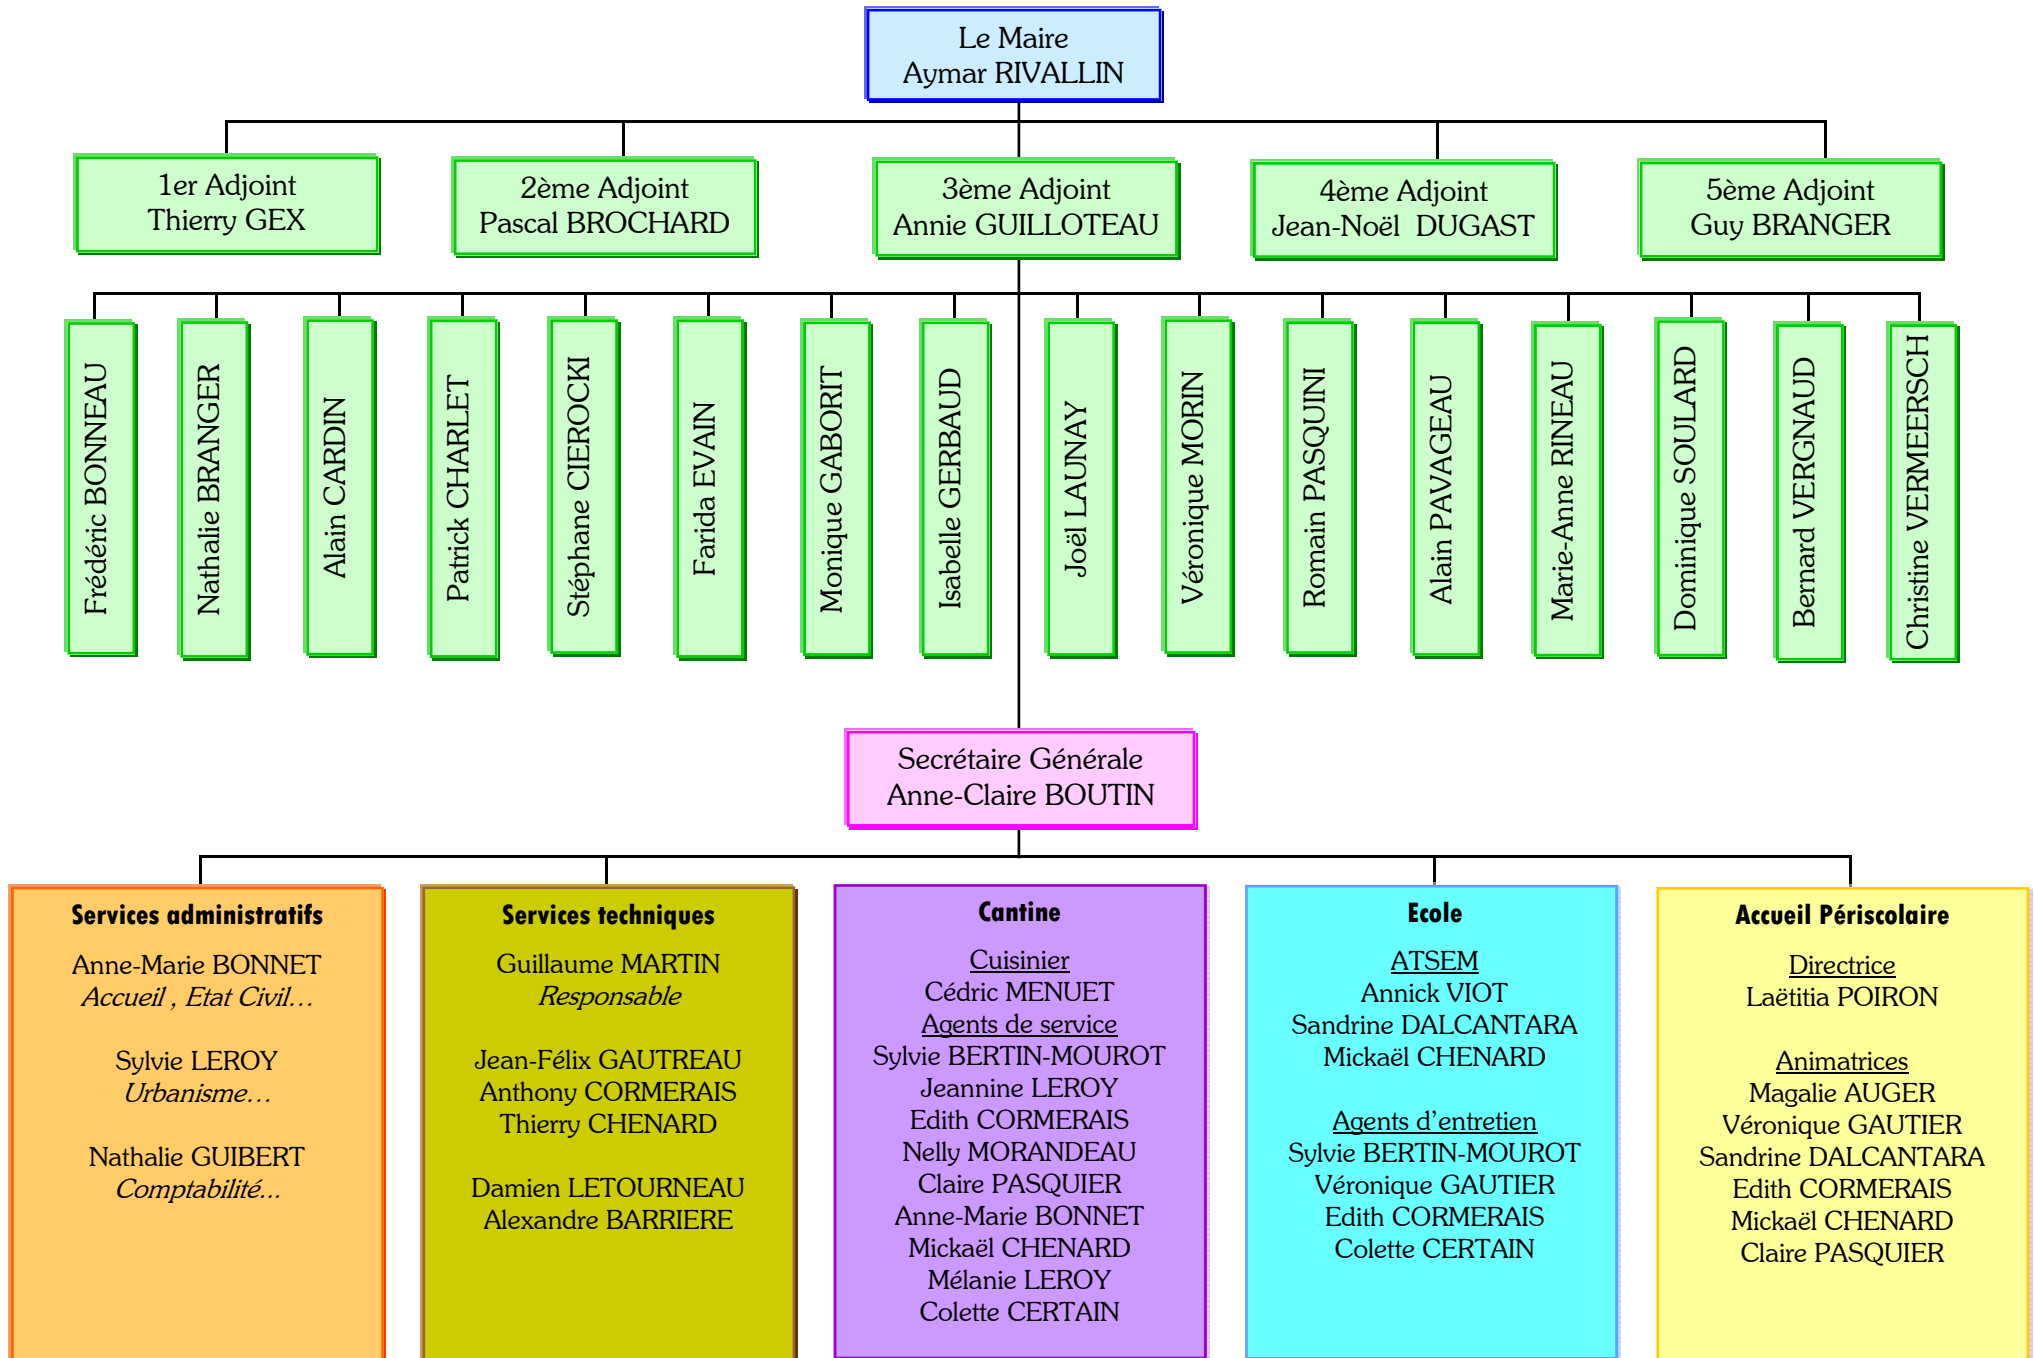 Le Maire
Aymar RIVALLIN
1er Adjoint
Thierry GEX
2ème Adjoint
Pascal BROCHARD
3ème Adjoint
Annie GUILLOTEAU
4ème Adjoint
Jean-Noël  DUGAST
5ème Adjoint
Guy BRANGER
Frédéric BONNEAU
Nathalie BRANGER
Alain CARDIN
Patrick CHARLET
Stéphane CIEROCKI
Farida EVAIN
Monique GABORIT
Isabelle GERBAUD
Joël LAUNAY
Véronique MORIN
Romain PASQUINI
Alain PAVAGEAU
Marie-Anne RINEAU
Dominique SOULARD
Bernard VERGNAUD
Christine VERMEERSCH
Secrétaire Générale
Anne-Claire BOUTIN
Services administratifs
Anne-Marie BONNET
Accueil , Etat Civil…
Sylvie LEROY
Urbanisme…
Nathalie GUIBERT
Comptabilité...
Services techniques
Guillaume MARTIN
Responsable
Jean-Félix GAUTREAU
Anthony CORMERAIS
Thierry CHENARD
Damien LETOURNEAU
Alexandre BARRIERE
Cantine
Cuisinier
Cédric MENUET
Agents de service
Sylvie BERTIN-MOUROT
Jeannine LEROY
Edith CORMERAIS
Nelly MORANDEAU
Claire PASQUIER
Anne-Marie BONNET
Mickaël CHENARD
Mélanie LEROY
Colette CERTAIN
Ecole
ATSEM
Annick VIOT
Sandrine DALCANTARA
Mickaël CHENARD
Agents d’entretien
Sylvie BERTIN-MOUROT
Véronique GAUTIER
Edith CORMERAIS
Colette CERTAIN
Accueil Périscolaire
Directrice
Laëtitia POIRON
Animatrices
Magalie AUGER
Véronique GAUTIER
Sandrine DALCANTARA
Edith CORMERAIS
Mickaël CHENARD
Claire PASQUIER